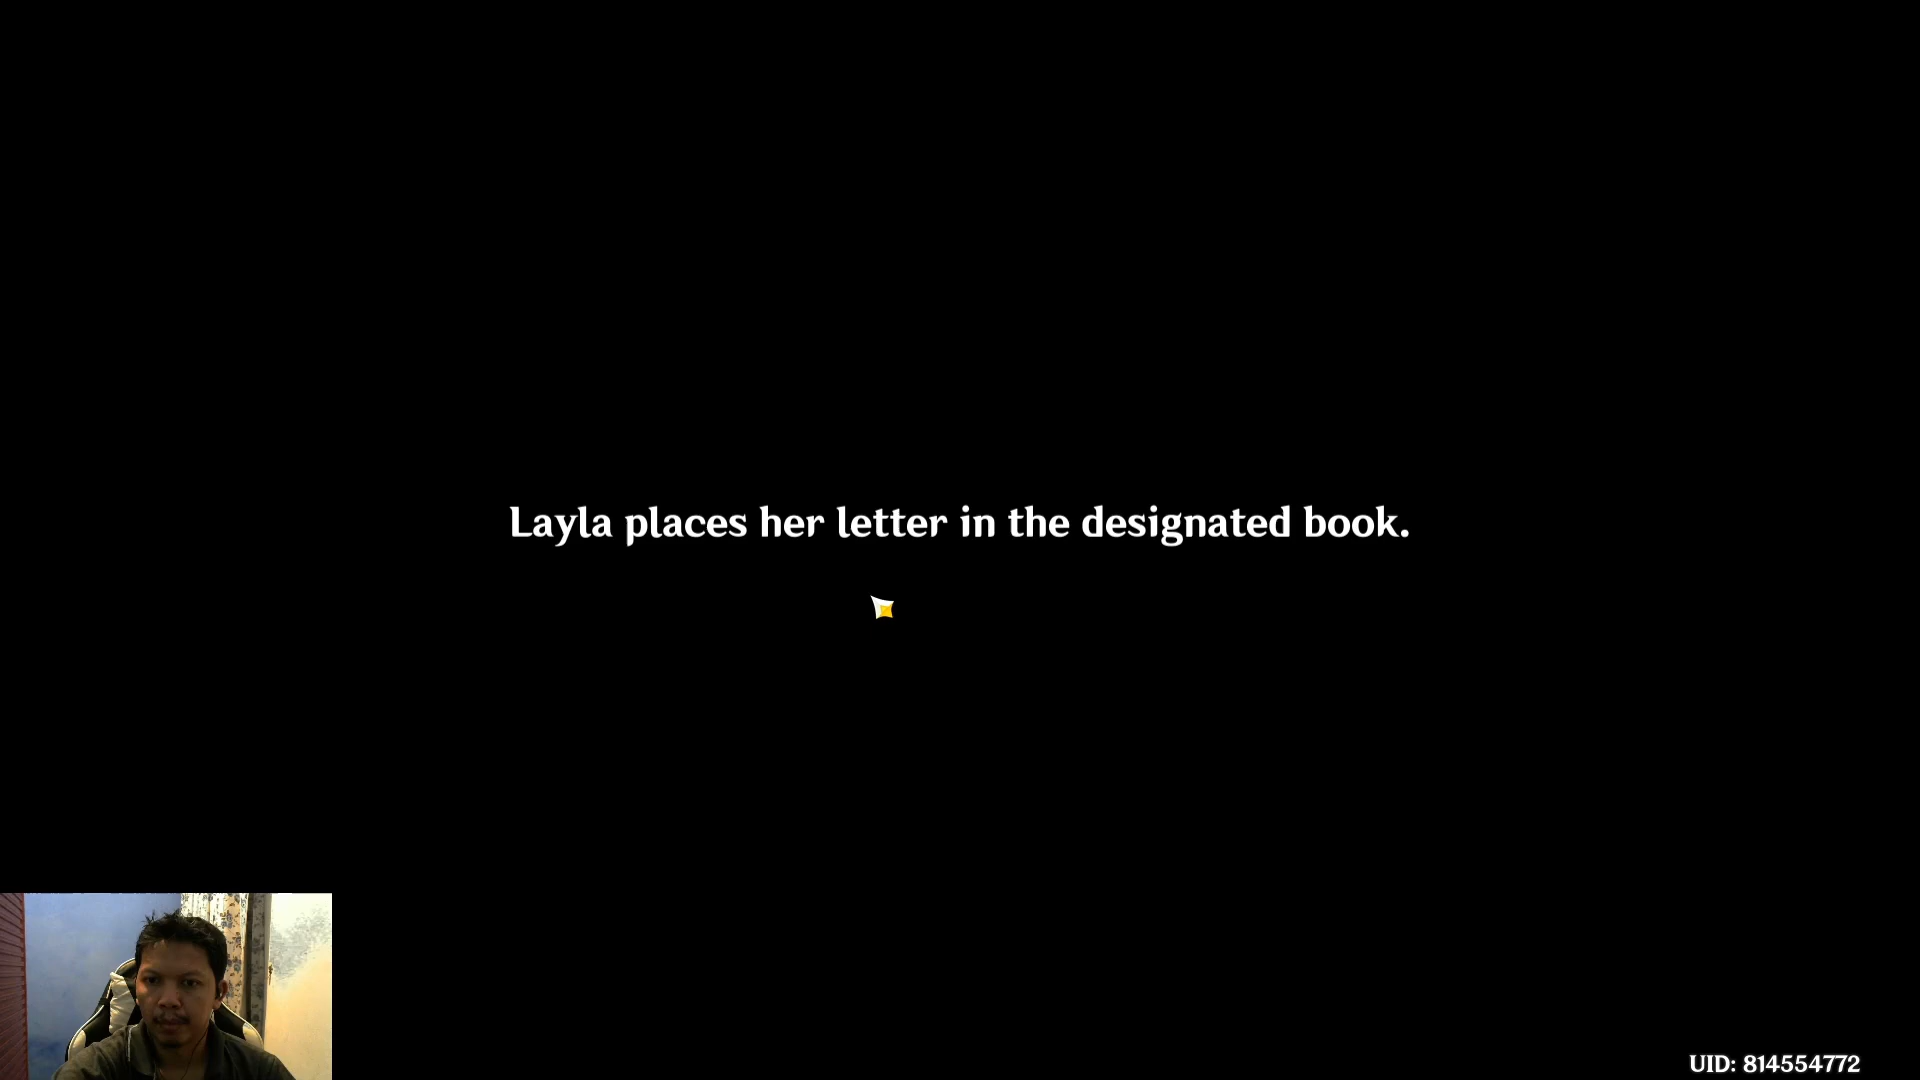 Layla places her letter in the designated book.
UID: 814554772